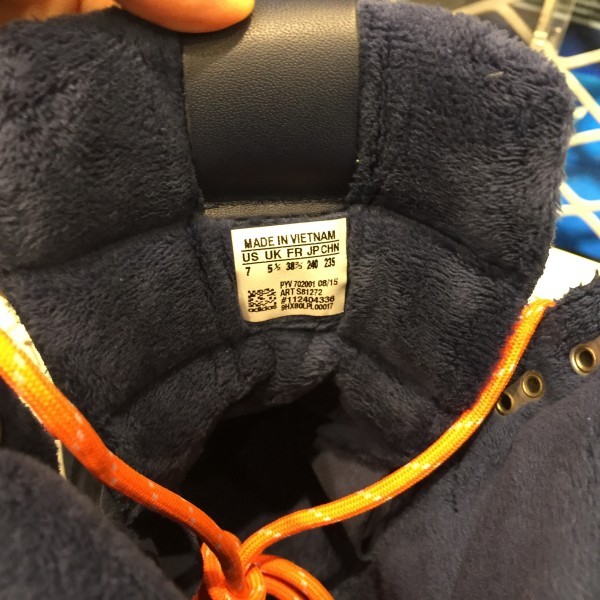 MADE IN VIETNAM
US UK FR JP CHN
7 5½ 38⅔ 240 235
PYV 702001 08/15
ART S81272
#112404336
9HX80LPL00017
adidas